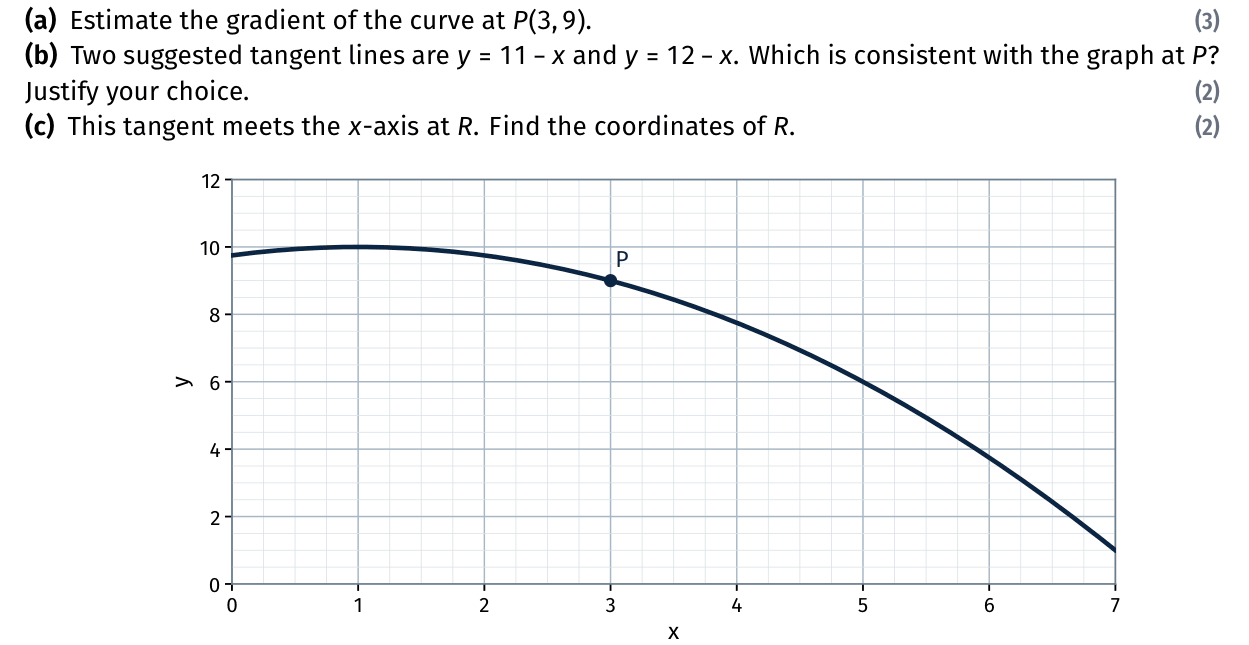 (a) Estimate the gradient of the curve at P(3, 9). (3)
(b) Two suggested tangent lines are y = 11 – x and y = 12 – x. Which is consistent with the graph at P?
Justify your choice. (2)
(c) This tangent meets the x-axis at R. Find the coordinates of R. (2)
12
10
P
8
y
6
4
2
0
0 1 2 3 4 5 6 7
x